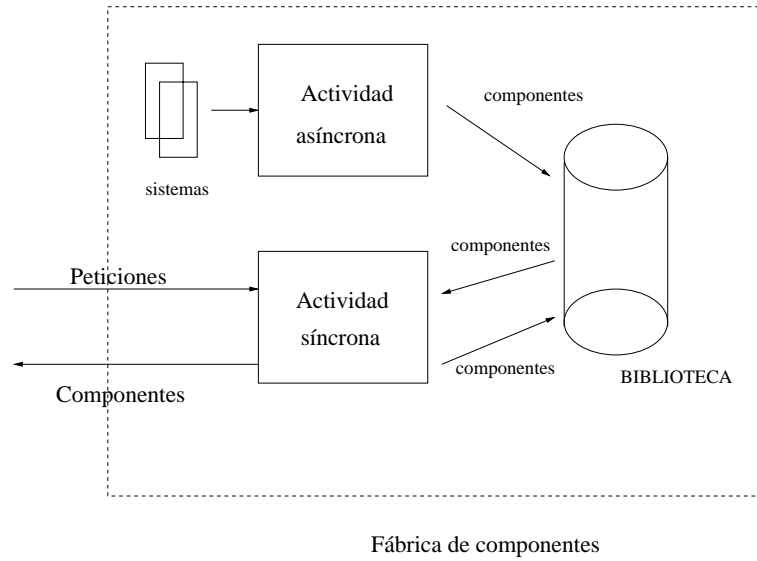 Actividad
asíncrona
componentes
sistemas
componentes
Peticiones
Actividad
síncrona
componentes
Componentes
BIBLIOTECA
Fábrica de componentes